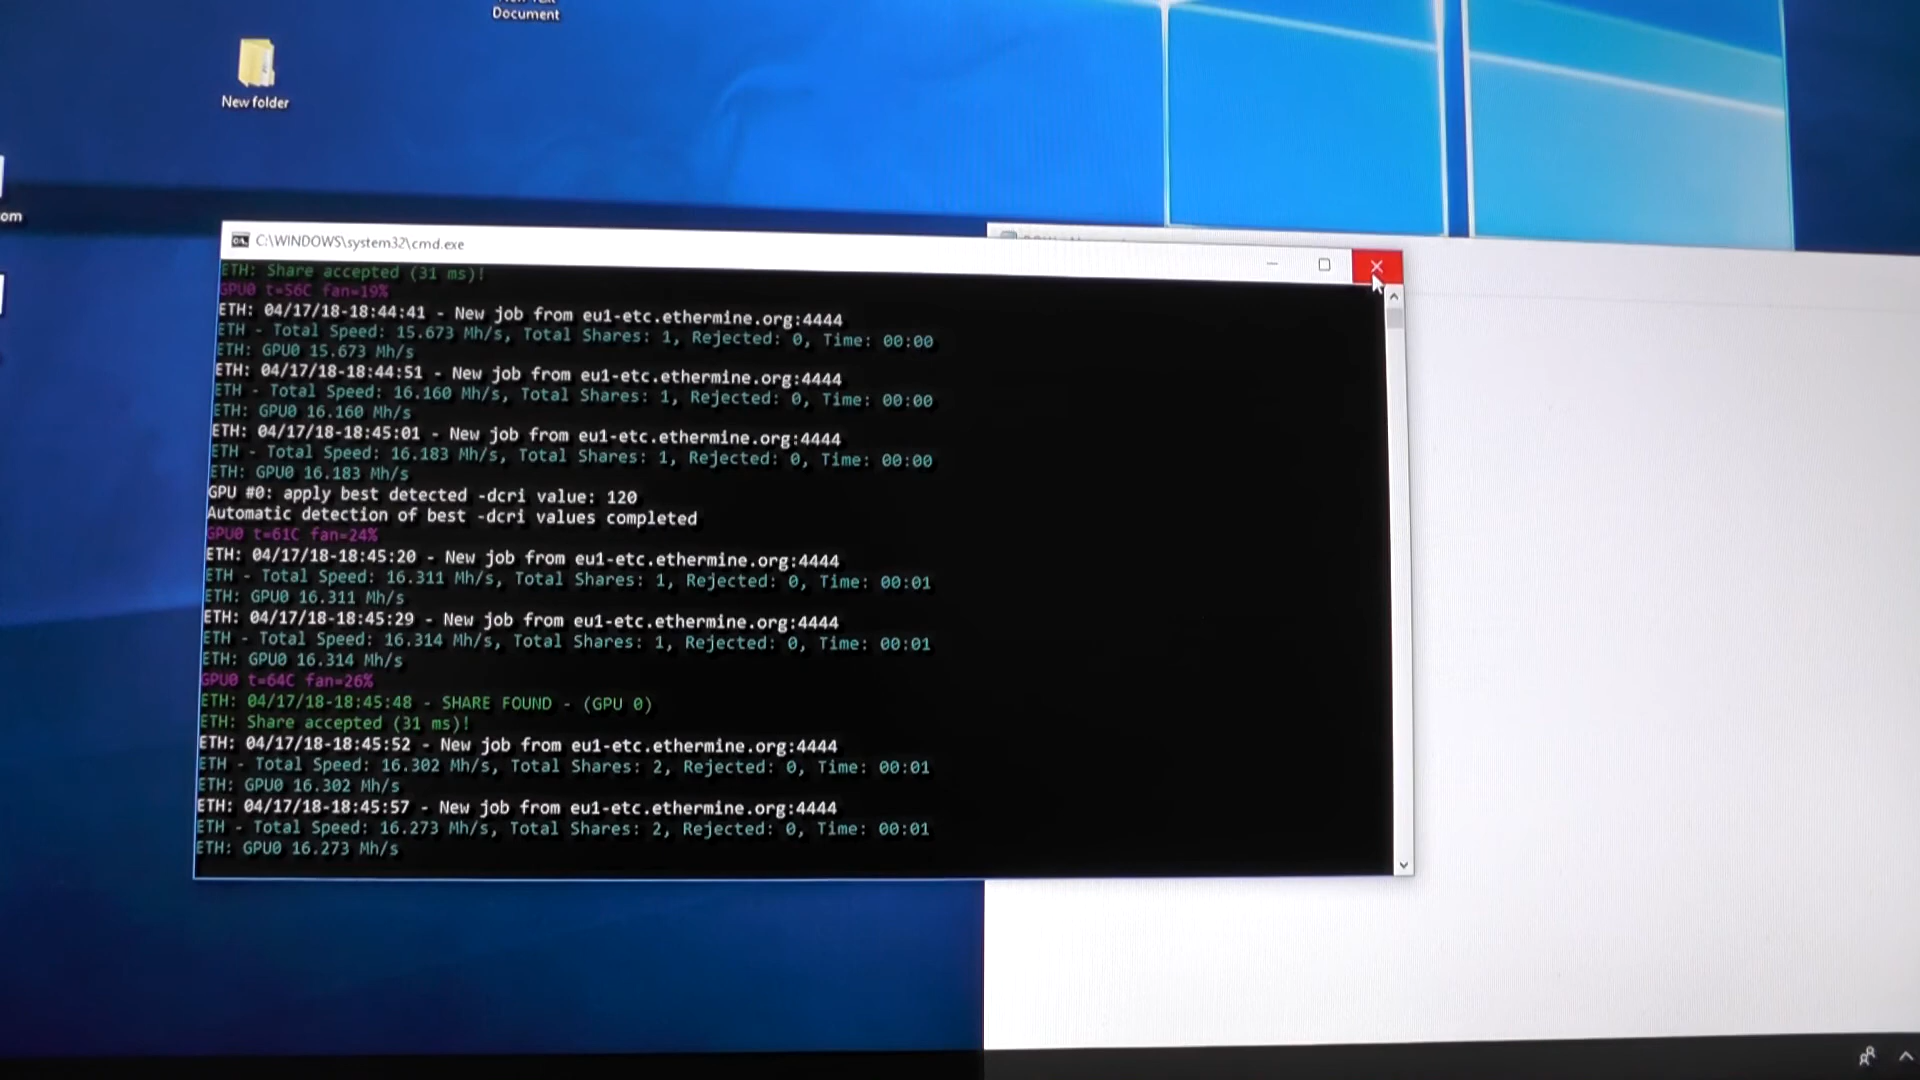 Document
New folder
om
C:\WINDOWS\system32\cmd.exe
ETH: Share accepted (31 ms)!
GPU0 t=56C fan=19%
ETH: 04/17/18-18:44:41 - New job from eu1-etc.ethermine.org:4444
ETH - Total Speed: 15.673 Mh/s, Total Shares: 1, Rejected: 0, Time: 00:00
ETH: GPU0 15.673 Mh/s
ETH: 04/17/18-18:44:51 - New job from eu1-etc.ethermine.org:4444
ETH - Total Speed: 16.160 Mh/s, Total Shares: 1, Rejected: 0, Time: 00:00
ETH: GPU0 16.160 Mh/s
ETH: 04/17/18-18:45:01 - New job from eu1-etc.ethermine.org:4444
ETH - Total Speed: 16.183 Mh/s, Total Shares: 1, Rejected: 0, Time: 00:00
ETH: GPU0 16.183 Mh/s
GPU #0: apply best detected -dcri value: 120
Automatic detection of best -dcri values completed
GPU0 t=61C fan=24%
ETH: 04/17/18-18:45:20 - New job from eu1-etc.ethermine.org:4444
ETH - Total Speed: 16.311 Mh/s, Total Shares: 1, Rejected: 0, Time: 00:01
ETH: GPU0 16.311 Mh/s
ETH: 04/17/18-18:45:29 - New job from eu1-etc.ethermine.org:4444
ETH - Total Speed: 16.314 Mh/s, Total Shares: 1, Rejected: 0, Time: 00:01
ETH: GPU0 16.314 Mh/s
GPU0 t=64C fan=26%
ETH: 04/17/18-18:45:48 - SHARE FOUND - (GPU 0)
ETH: Share accepted (31 ms)!
ETH: 04/17/18-18:45:52 - New job from eu1-etc.ethermine.org:4444
ETH - Total Speed: 16.302 Mh/s, Total Shares: 2, Rejected: 0, Time: 00:01
ETH: GPU0 16.302 Mh/s
ETH: 04/17/18-18:45:57 - New job from eu1-etc.ethermine.org:4444
ETH - Total Speed: 16.273 Mh/s, Total Shares: 2, Rejected: 0, Time: 00:01
ETH: GPU0 16.273 Mh/s